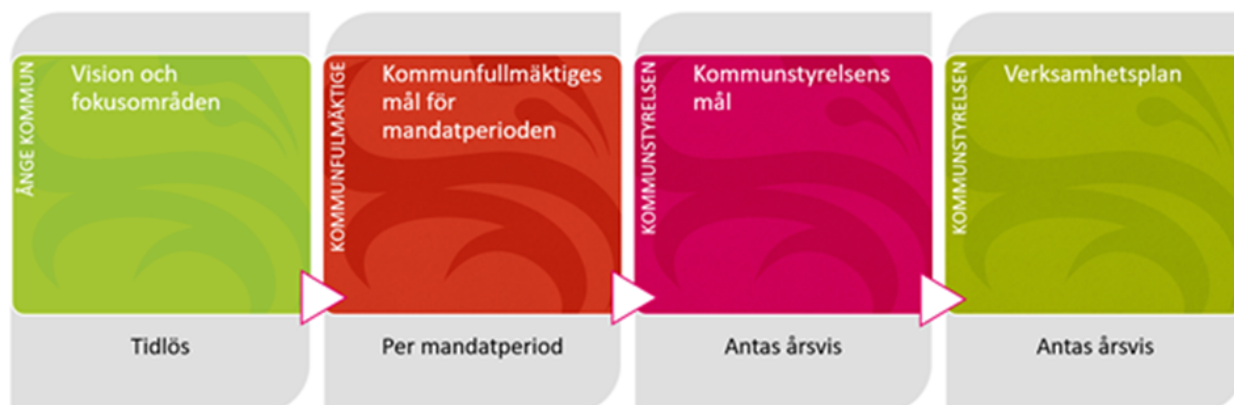 ÅNGE KOMMUN
Vision och
fokusområden
Tidlös
KOMMUNFULMÄKTIGE
Kommunfullmäktiges
mål för
mandatperioden
Per mandatperiod
KOMMUNSTYRELSEN
Kommunstyrelsens
mål
Antas årsvis
KOMMUNSTYRELSEN
Verksamhetsplan
Antas årsvis